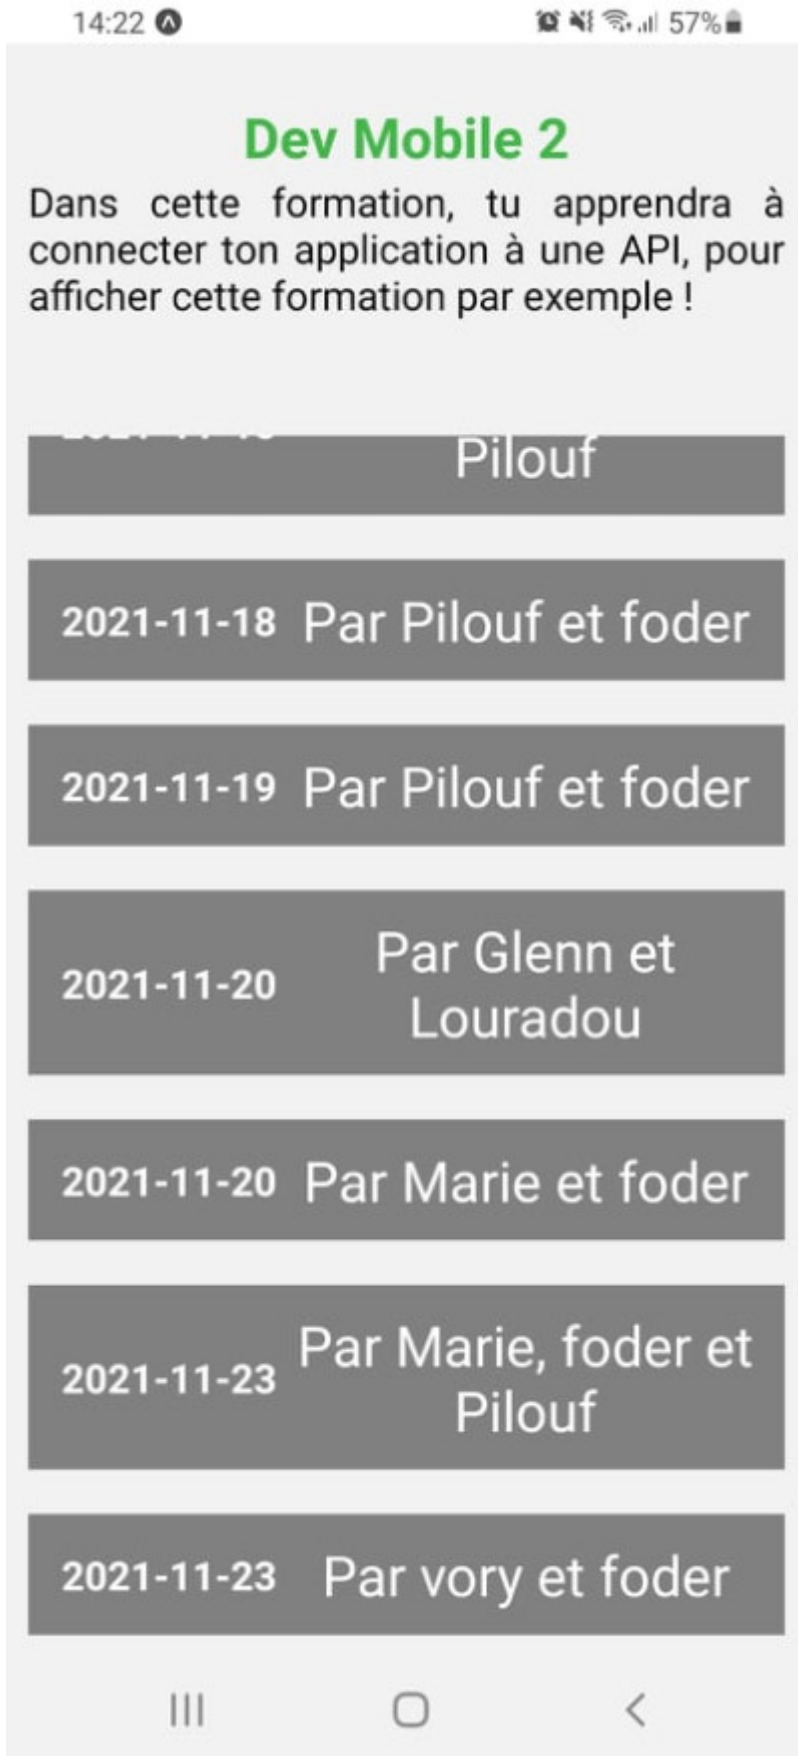 14:22
57%
Dev Mobile 2
Dans cette formation, tu apprendra à
connecter ton application à une API, pour
afficher cette formation par exemple !
Pilouf
2021-11-18 Par Pilouf et foder
2021-11-19 Par Pilouf et foder
2021-11-20 Par Glenn et
Louradou
2021-11-20 Par Marie et foder
2021-11-23 Par Marie, foder et
Pilouf
2021-11-23 Par vory et foder